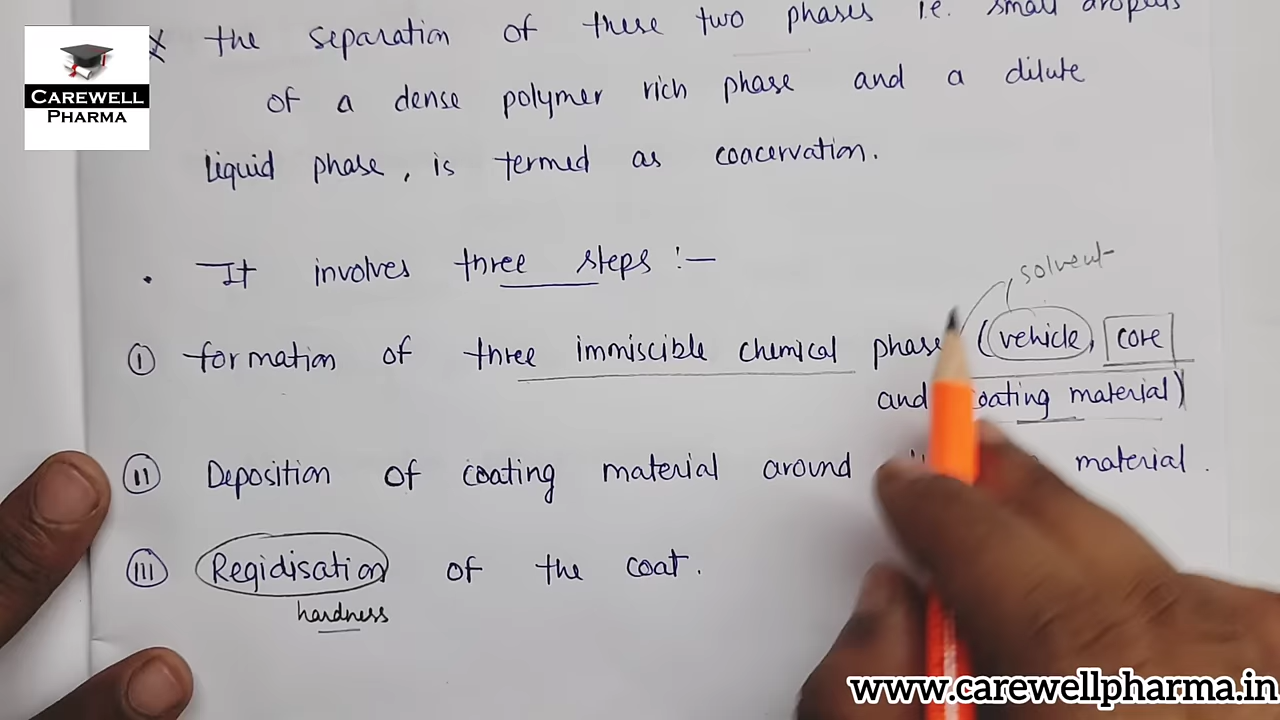 CAREWELL
PHARMA
the separation of these two phases i.e. small droplets
of a dense polymer rich phase and a dilute
liquid phase, is termed as coacervation.
• It involves three steps :-
solvent
(i) formation of three immiscible chemical phase (vehicle, core
and coating material)
(ii) Deposition of coating material around material.
(iii) Regidisation of the coat.
hardness
www.carewellpharma.in